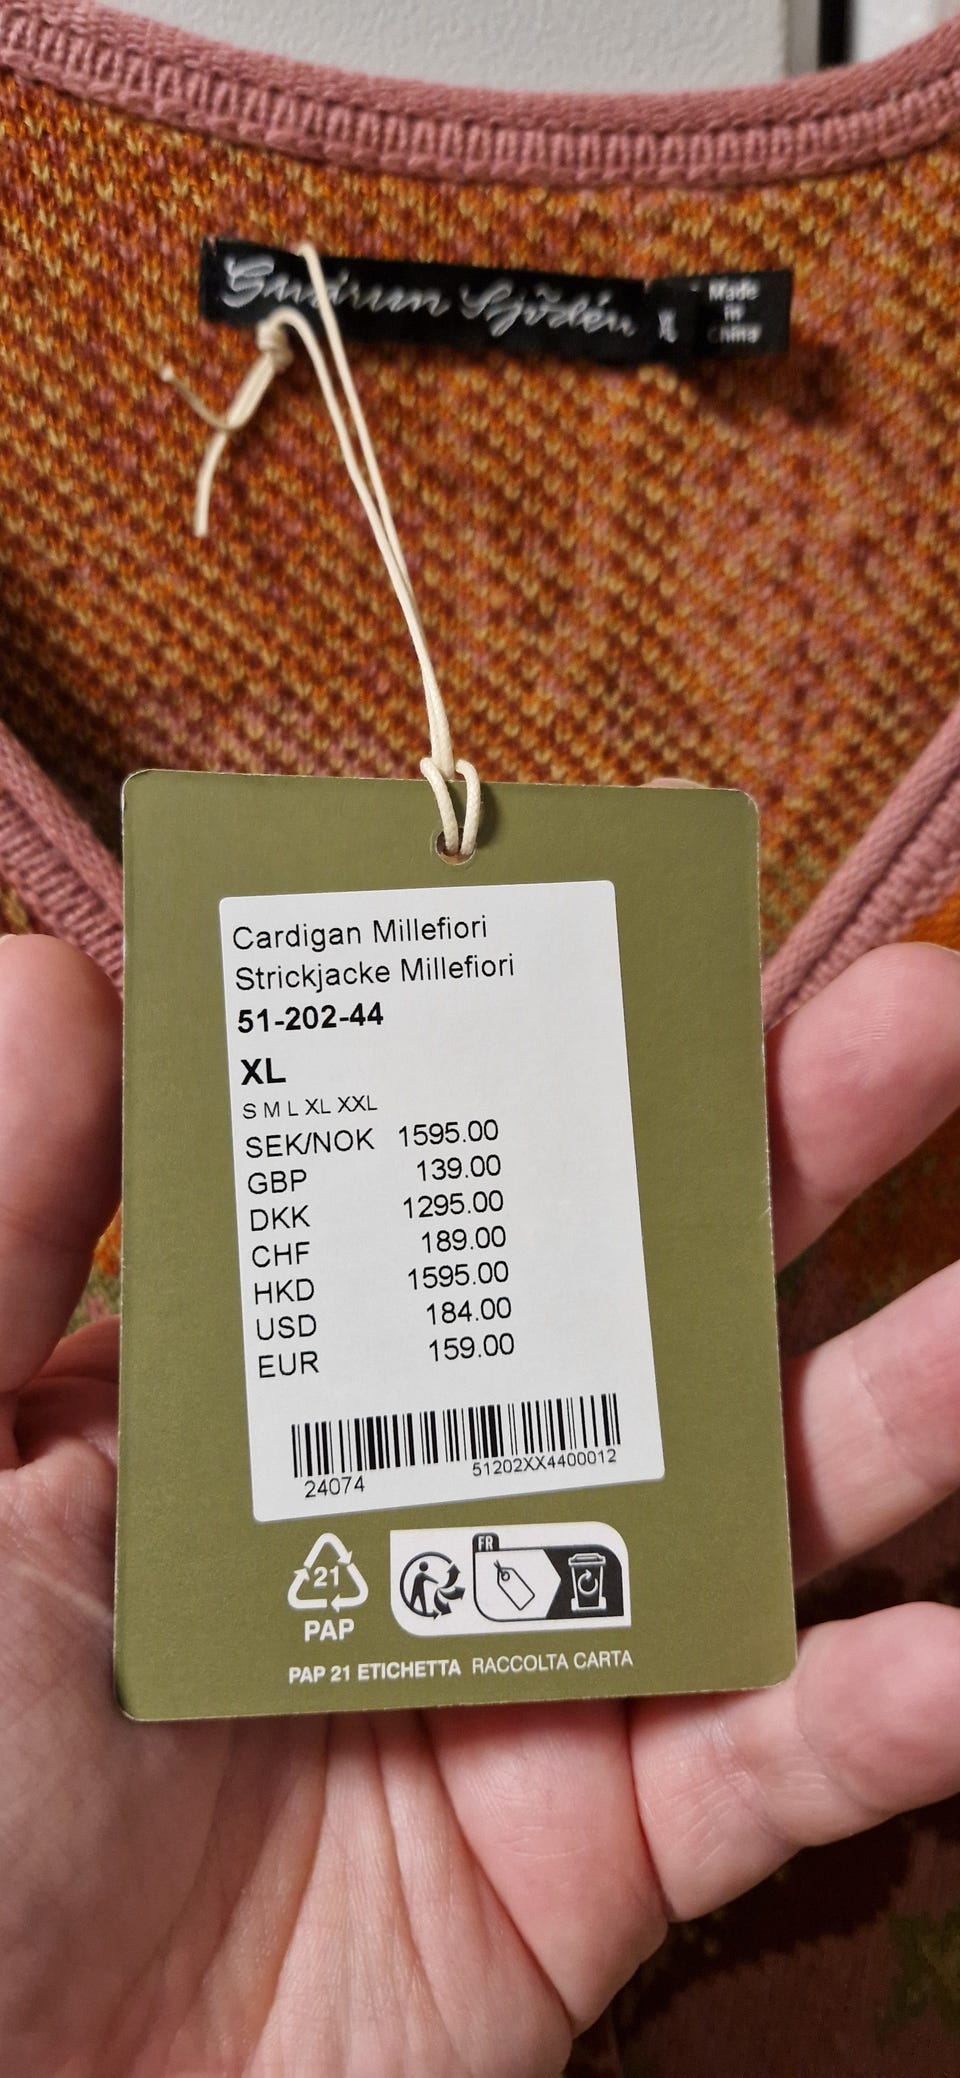 Gudrun Sjödén XL
Made
in
China
Cardigan Millefiori
Strickjacke Millefiori
51-202-44
XL
S M L XL XXL
SEK/NOK 1595.00
GBP 139.00
DKK 1295.00
CHF 189.00
HKD 1595.00
USD 184.00
EUR 159.00
24074 51202XX4400012
21
PAP
FR
PAP 21 ETICHETTA RACCOLTA CARTA